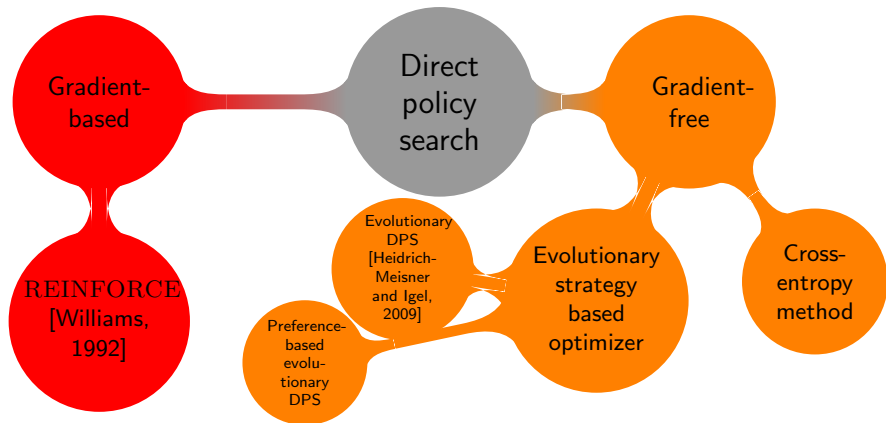 Gradient-
based
Direct
policy
search
Gradient-
free
REINFORCE
[Williams,
1992]
Evolutionary
DPS
[Heidrich-
Meisner
and Igel,
2009]
Preference-
based
evolu-
tionary
DPS
Evolutionary
strategy
based
optimizer
Cross-
entropy
method